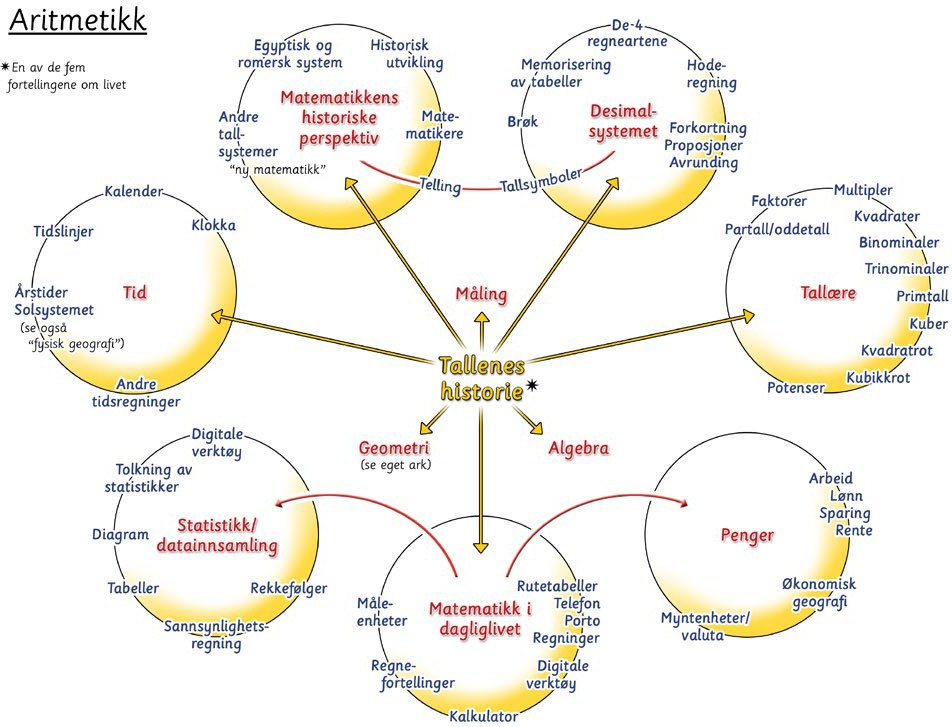 Aritmetikk
*En av de fem
fortellingene om livet
Egyptisk og
romersk system
Historisk
utvikling
Matematikkens
historiske
perspektiv
Andre
tall-
systemer
Mate-
matikere
"ny matematikk"
Telling
De 4
regneartene
Memorisering
av tabeller
Hode-
regning
Brøk
Desimal-
systemet
Forkortning
Proposjoner
Avrunding
Tallsymboler
Kalender
Tidslinjer
Klokka
Årstider
Solsystemet
(se også
"fysisk geografi")
Tid
Andre
tidsregninger
Måling
Faktorer
Multipler
Kvadrater
Partall/oddetall
Binominaler
Trinominaler
Tallære
Primtall
Kuber
Kvadratrot
Kubikkrot
Potenser
Tallenes
historie*
Geometri
(se eget ark)
Algebra
Digitale
verktøy
Tolkning av
statistikker
Diagram
Statistikk/
datainnsamling
Tabeller
Rekkefølger
Sannsynlighets-
regning
Måle-
enheter
Matematikk i
dagliglivet
Rutetabeller
Telefon
Porto
Regninger
Regne-
fortellinger
Digitale
verktøy
Kalkulator
Arbeid
Lønn
Sparing
Rente
Penger
Økonomisk
geografi
Myntenheter/
valuta